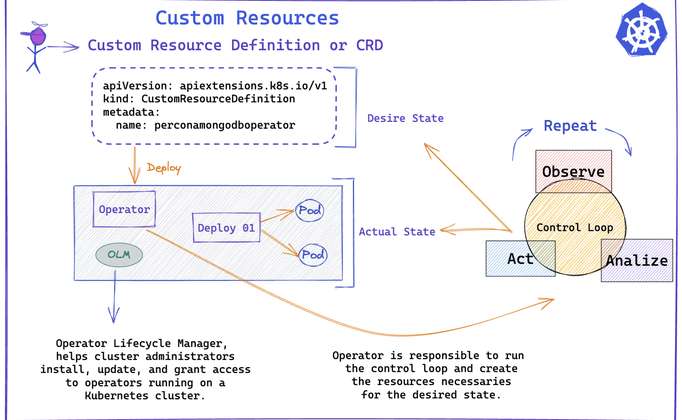 Custom Resources
Custom Resource Definition or CRD
apiVersion: apiextensions.k8s.io/v1
kind: CustomResourceDefinition
metadata:
  name: perconamongodboperator
Desire State
Deploy
Repeat
Observe
Control Loop
Act
Analize
Operator
Deploy 01
Pod
Pod
OLM
Actual State
Operator Lifecycle Manager,
helps cluster administrators
install, update, and grant access
to operators running on a
Kubernetes cluster.
Operator is responsible to run
the control loop and create
the resources necessaries
for the desired state.